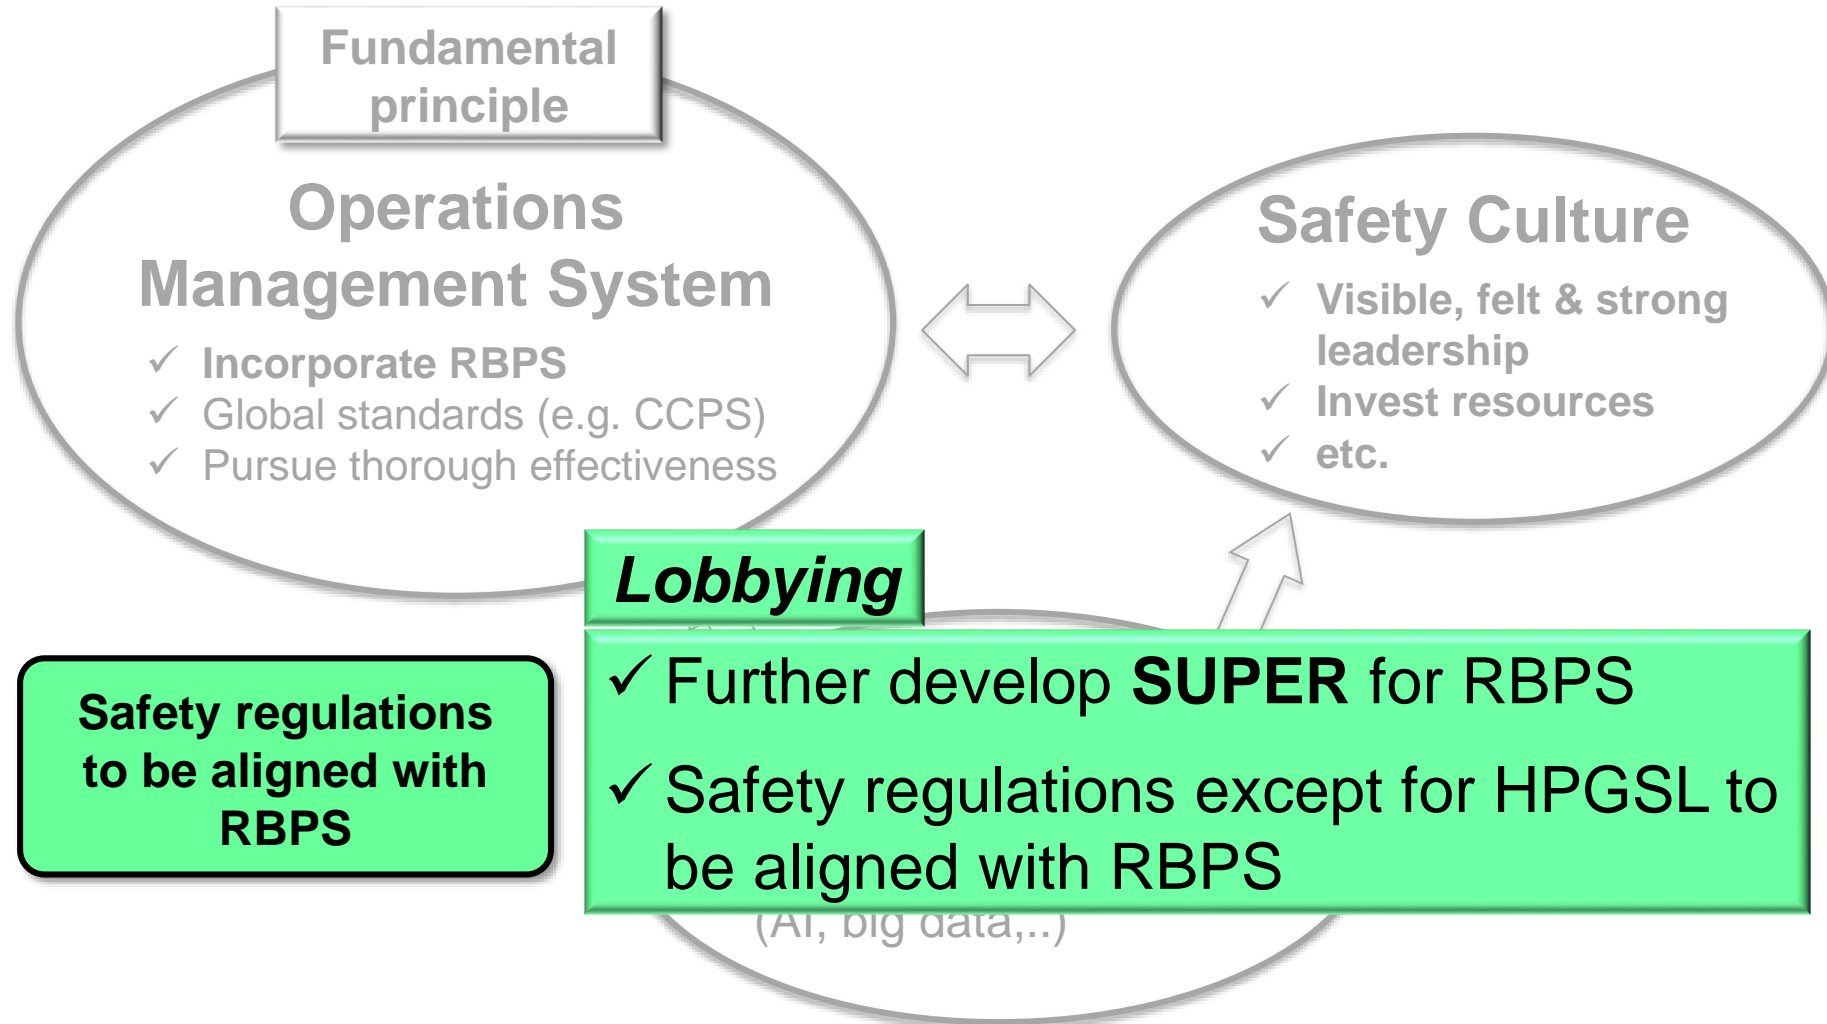 Fundamental
principle
Operations
Management System
✓ Incorporate RBPS
✓ Global standards (e.g. CCPS)
✓ Pursue thorough effectiveness
Safety Culture
✓ Visible, felt & strong
leadership
✓ Invest resources
✓ etc.
Lobbying
✓ Further develop SUPER for RBPS
✓ Safety regulations except for HPGSL to
be aligned with RBPS
Safety regulations
to be aligned with
RBPS
(AI, big data,..)